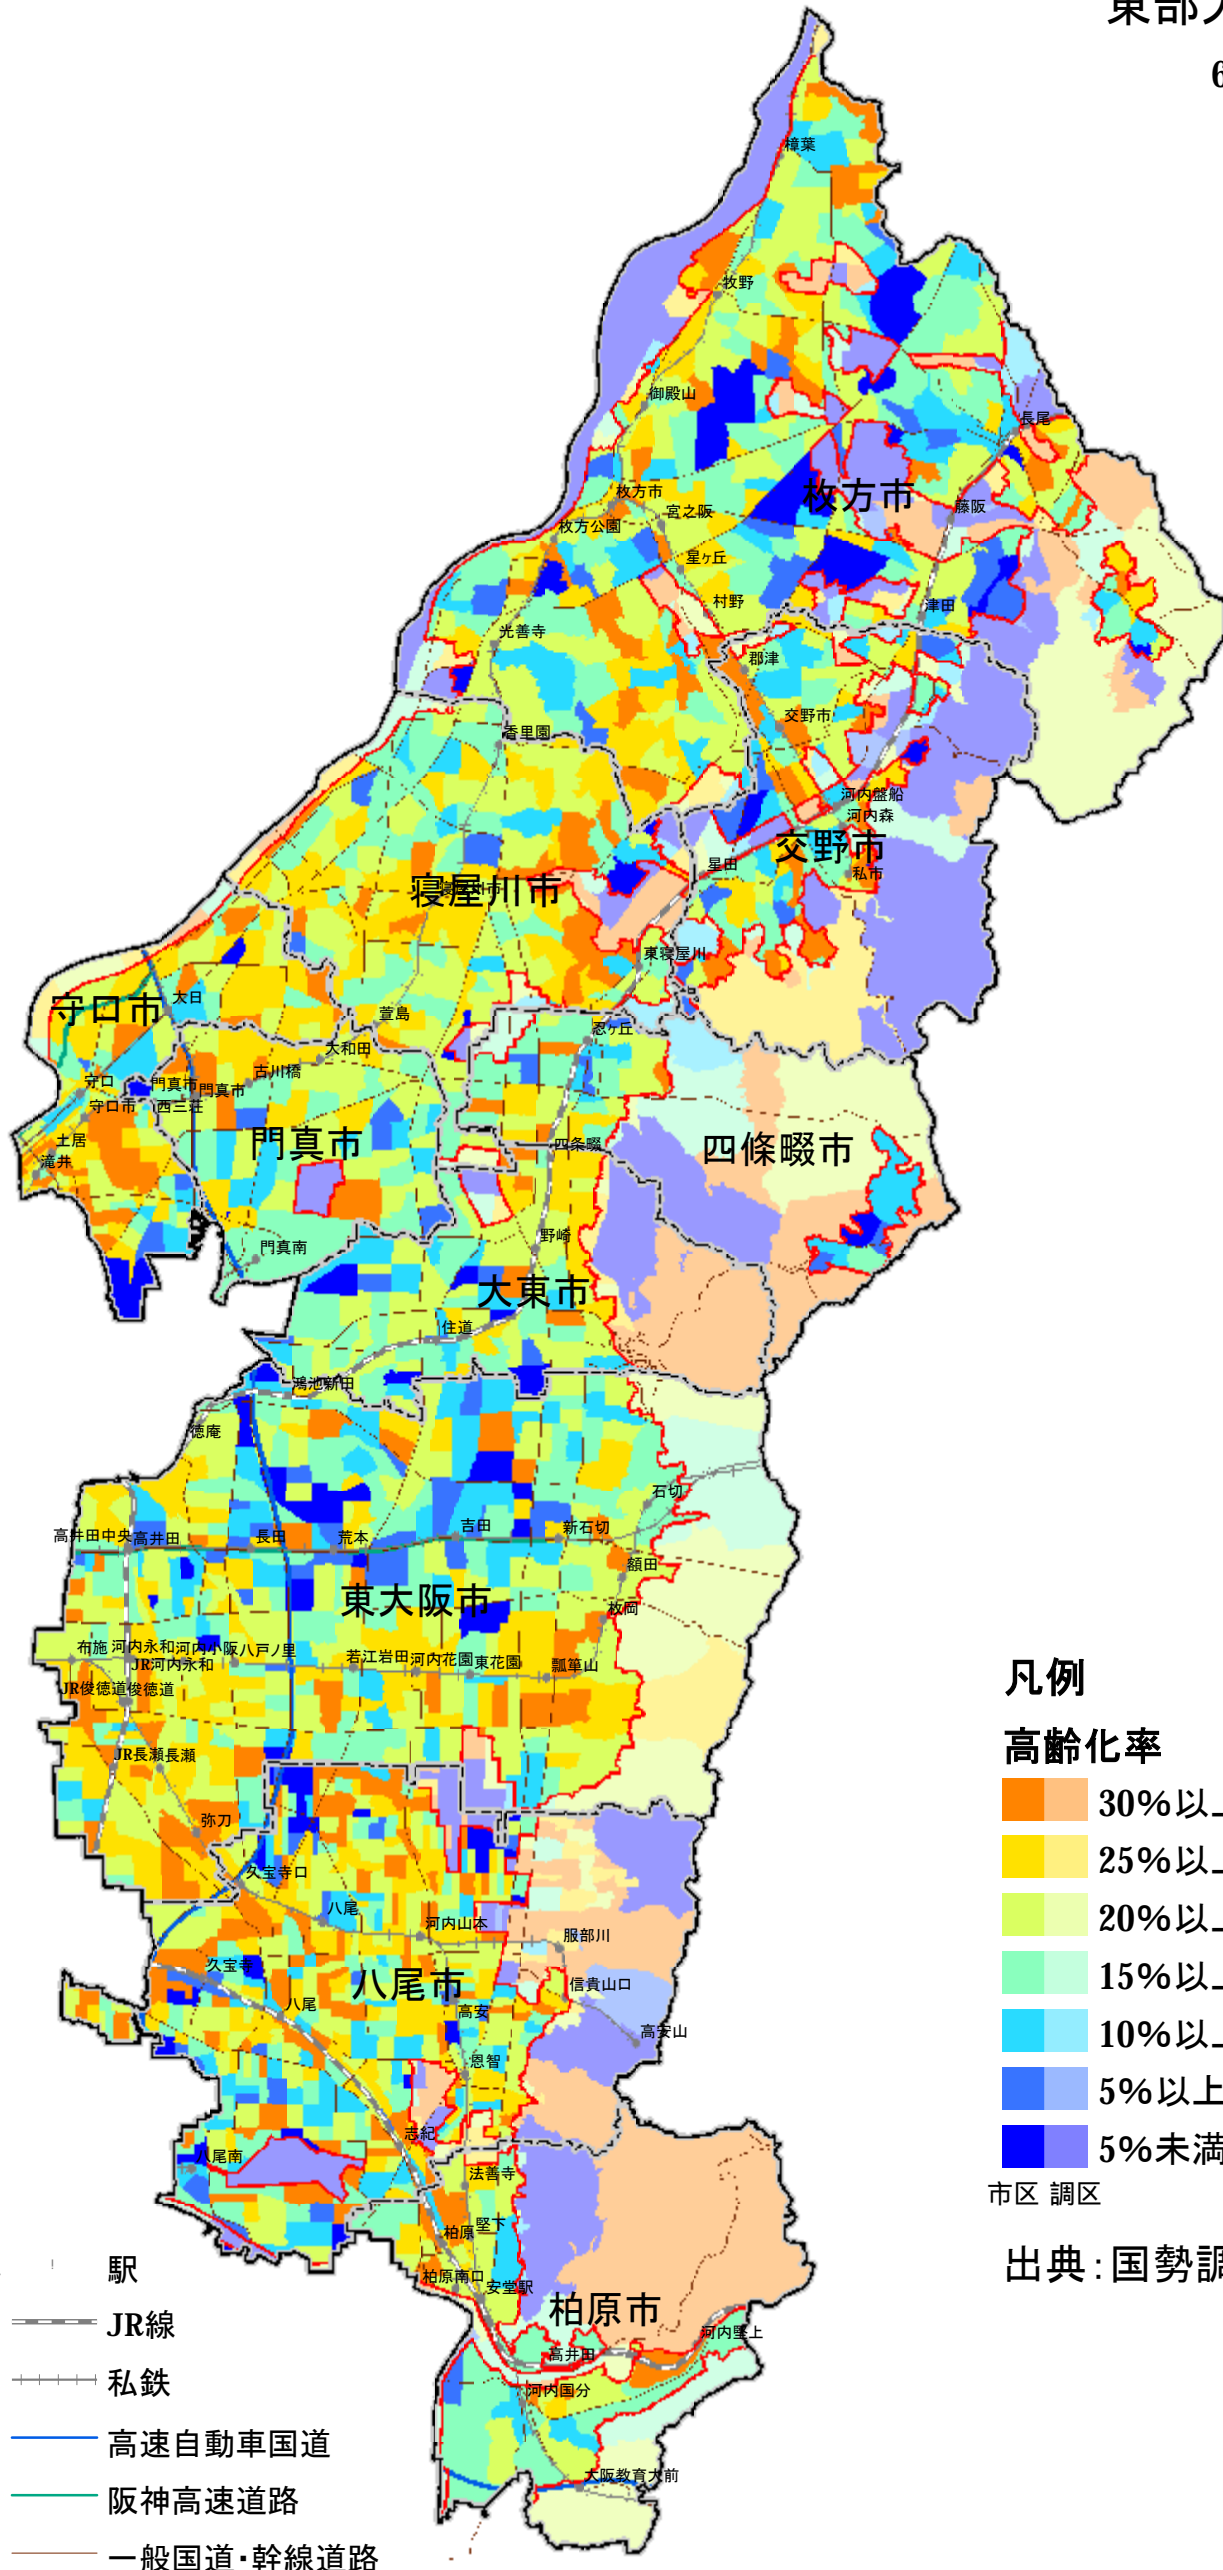 東部大
6
樟葉
牧野
御殿山
長尾
枚方市
枚方市
藤阪
宮之阪
枚方公園
星ヶ丘
村野
津田
光善寺
郡津
交野市
香里園
河内磐船
河内森
交野市
星田
私市
寝屋川市
寝屋川市
東寝屋川
守口市
大日
萱島
忍ヶ丘
大和田
古川橋
守口
門真市
門真市
守口市
西三荘
土居
滝井
門真市
四条畷
四條畷市
野崎
門真南
大東市
住道
鴻池新田
徳庵
石切
高井田中央
高井田
長田
荒本
吉田
新石切
額田
東大阪市
枚岡
布施
河内永和
河内小阪
八戸ノ里
若江岩田
河内花園
東花園
瓢箪山
JR河内永和
JR俊徳道
俊徳道
JR長瀬
長瀬
弥刀
久宝寺口
八尾
河内山本
服部川
久宝寺
八尾市
信貴山口
八尾
高安
高安山
恩智
志紀
八尾南
法善寺
柏原
堅下
柏原南口
安堂駅
柏原市
河内堅上
高井田
河内国分
大阪教育大前
凡例
高齢化率
30%以上
25%以上
20%以上
15%以上
10%以上
5%以上
5%未満
市区 調区
出典：国勢調
駅
JR線
私鉄
高速自動車国道
阪神高速道路
一般国道・幹線道路